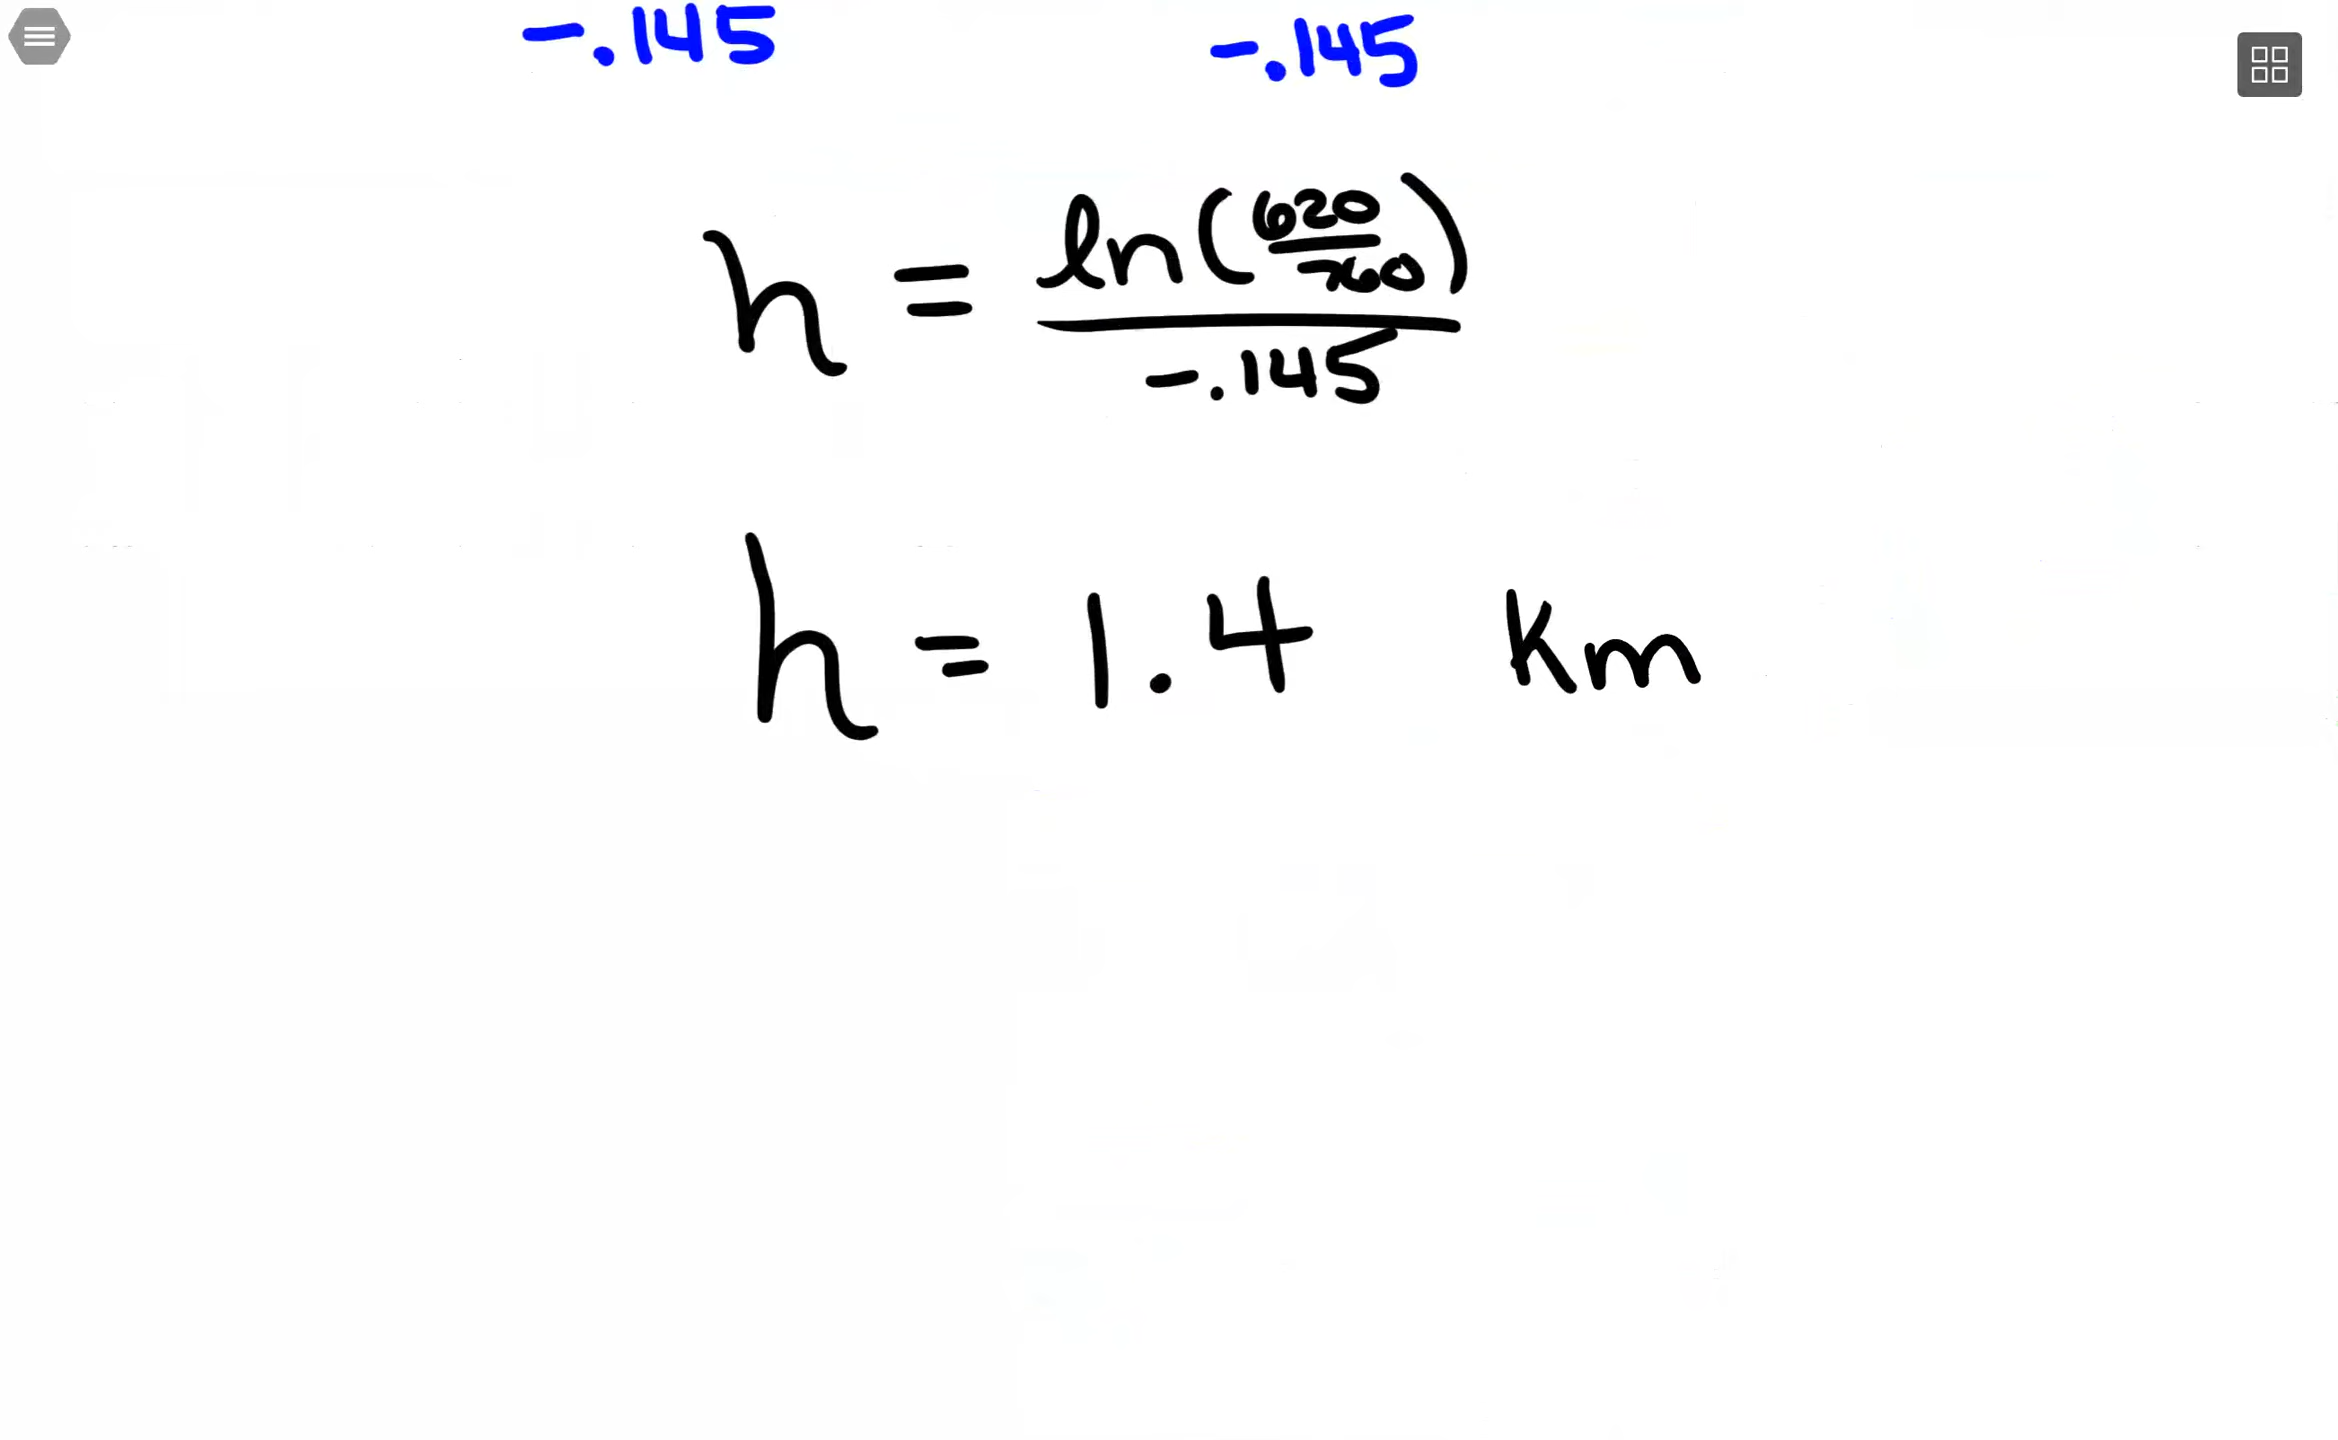 -.145 -.145
h = ln(620/760) / -.145
h = 1.4 Km